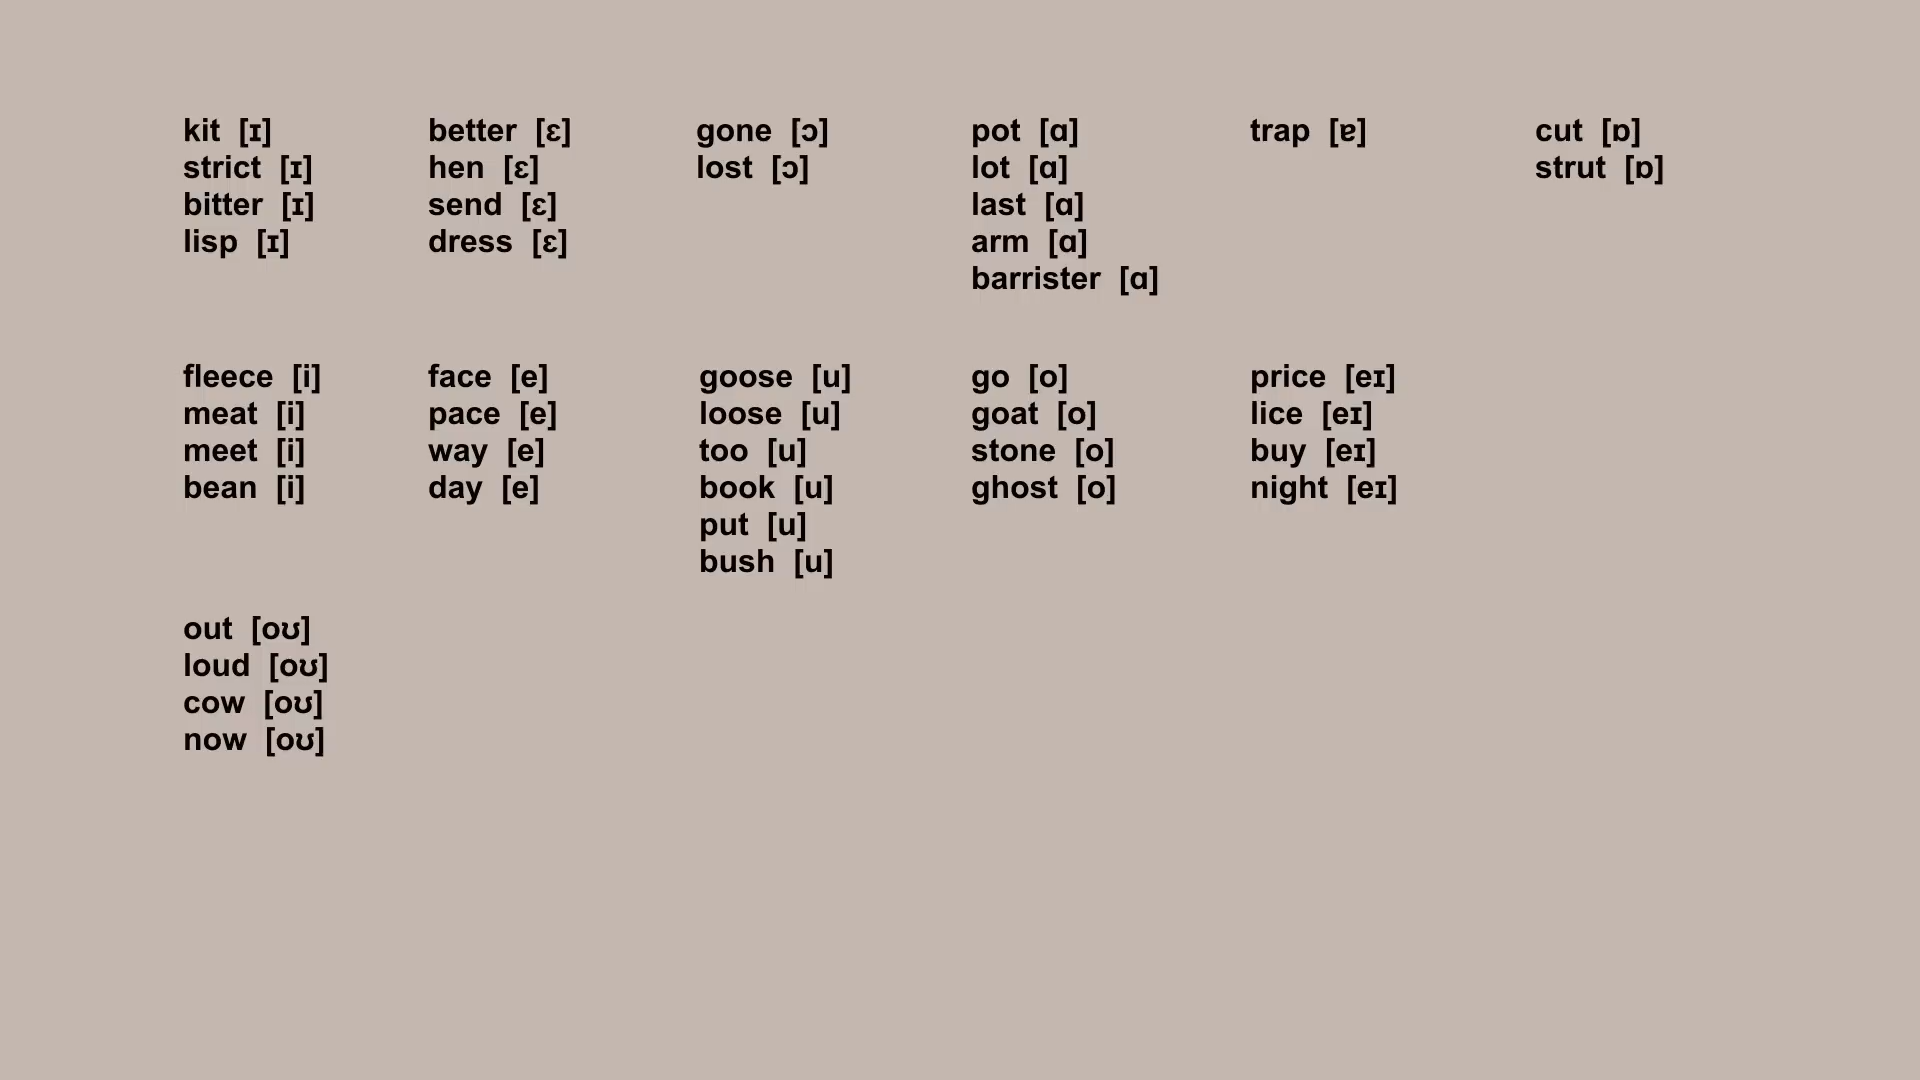 kit [ɪ]
strict [ɪ]
bitter [ɪ]
lisp [ɪ]
better [ɛ]
hen [ɛ]
send [ɛ]
dress [ɛ]
gone [ɔ]
lost [ɔ]
pot [ɑ]
lot [ɑ]
last [ɑ]
arm [ɑ]
barrister [ɑ]
trap [ɐ]
cut [ɒ]
strut [ɒ]
fleece [i]
meat [i]
meet [i]
bean [i]
face [e]
pace [e]
way [e]
day [e]
goose [u]
loose [u]
too [u]
book [u]
put [u]
bush [u]
go [o]
goat [o]
stone [o]
ghost [o]
price [eɪ]
lice [eɪ]
buy [eɪ]
night [eɪ]
out [oʊ]
loud [oʊ]
cow [oʊ]
now [oʊ]